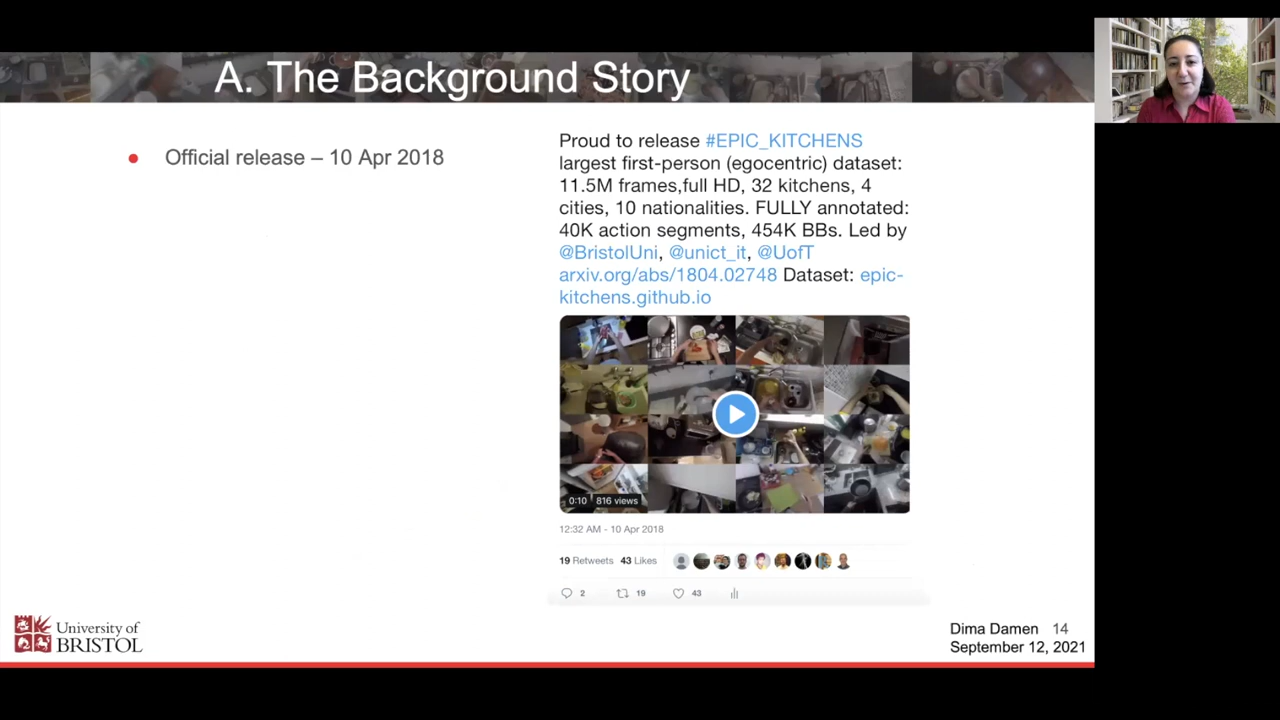 A. The Background Story
Official release – 10 Apr 2018
Proud to release #EPIC_KITCHENS
largest first-person (egocentric) dataset:
11.5M frames,full HD, 32 kitchens, 4
cities, 10 nationalities. FULLY annotated:
40K action segments, 454K BBs. Led by
@BristolUni, @unict_it, @UofT
arxiv.org/abs/1804.02748 Dataset: epic-
kitchens.github.io
0:10 816 views
12:32 AM - 10 Apr 2018
19 Retweets 43 Likes
2 19 43
University of
BRISTOL
Dima Damen 14
September 12, 2021